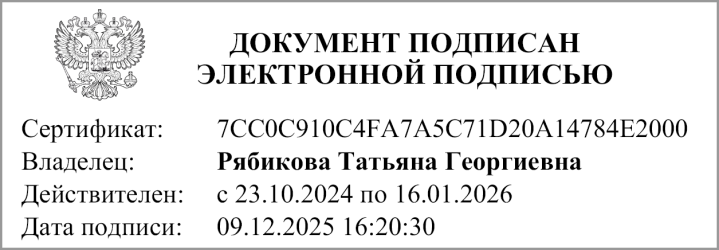 ДОКУМЕНТ ПОДПИСАН
ЭЛЕКТРОННОЙ ПОДПИСЬЮ
Сертификат: 7CC0C910C4FA7A5C71D20A14784E2000
Владелец: Рябикова Татьяна Георгиевна
Действителен: с 23.10.2024 по 16.01.2026
Дата подписи: 09.12.2025 16:20:30